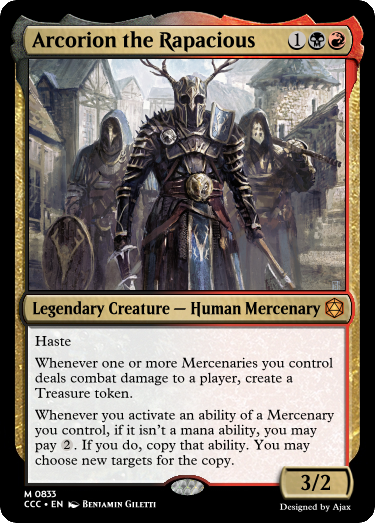 Arcorion the Rapacious 1
Legendary Creature — Human Mercenary
Haste
Whenever one or more Mercenaries you control
deals combat damage to a player, create a
Treasure token.
Whenever you activate an ability of a Mercenary
you control, if it isn't a mana ability, you may
pay 2. If you do, copy that ability. You may
choose new targets for the copy.
3/2
M 0833
CCC • EN Benjamin Giletti
Designed by Ajax